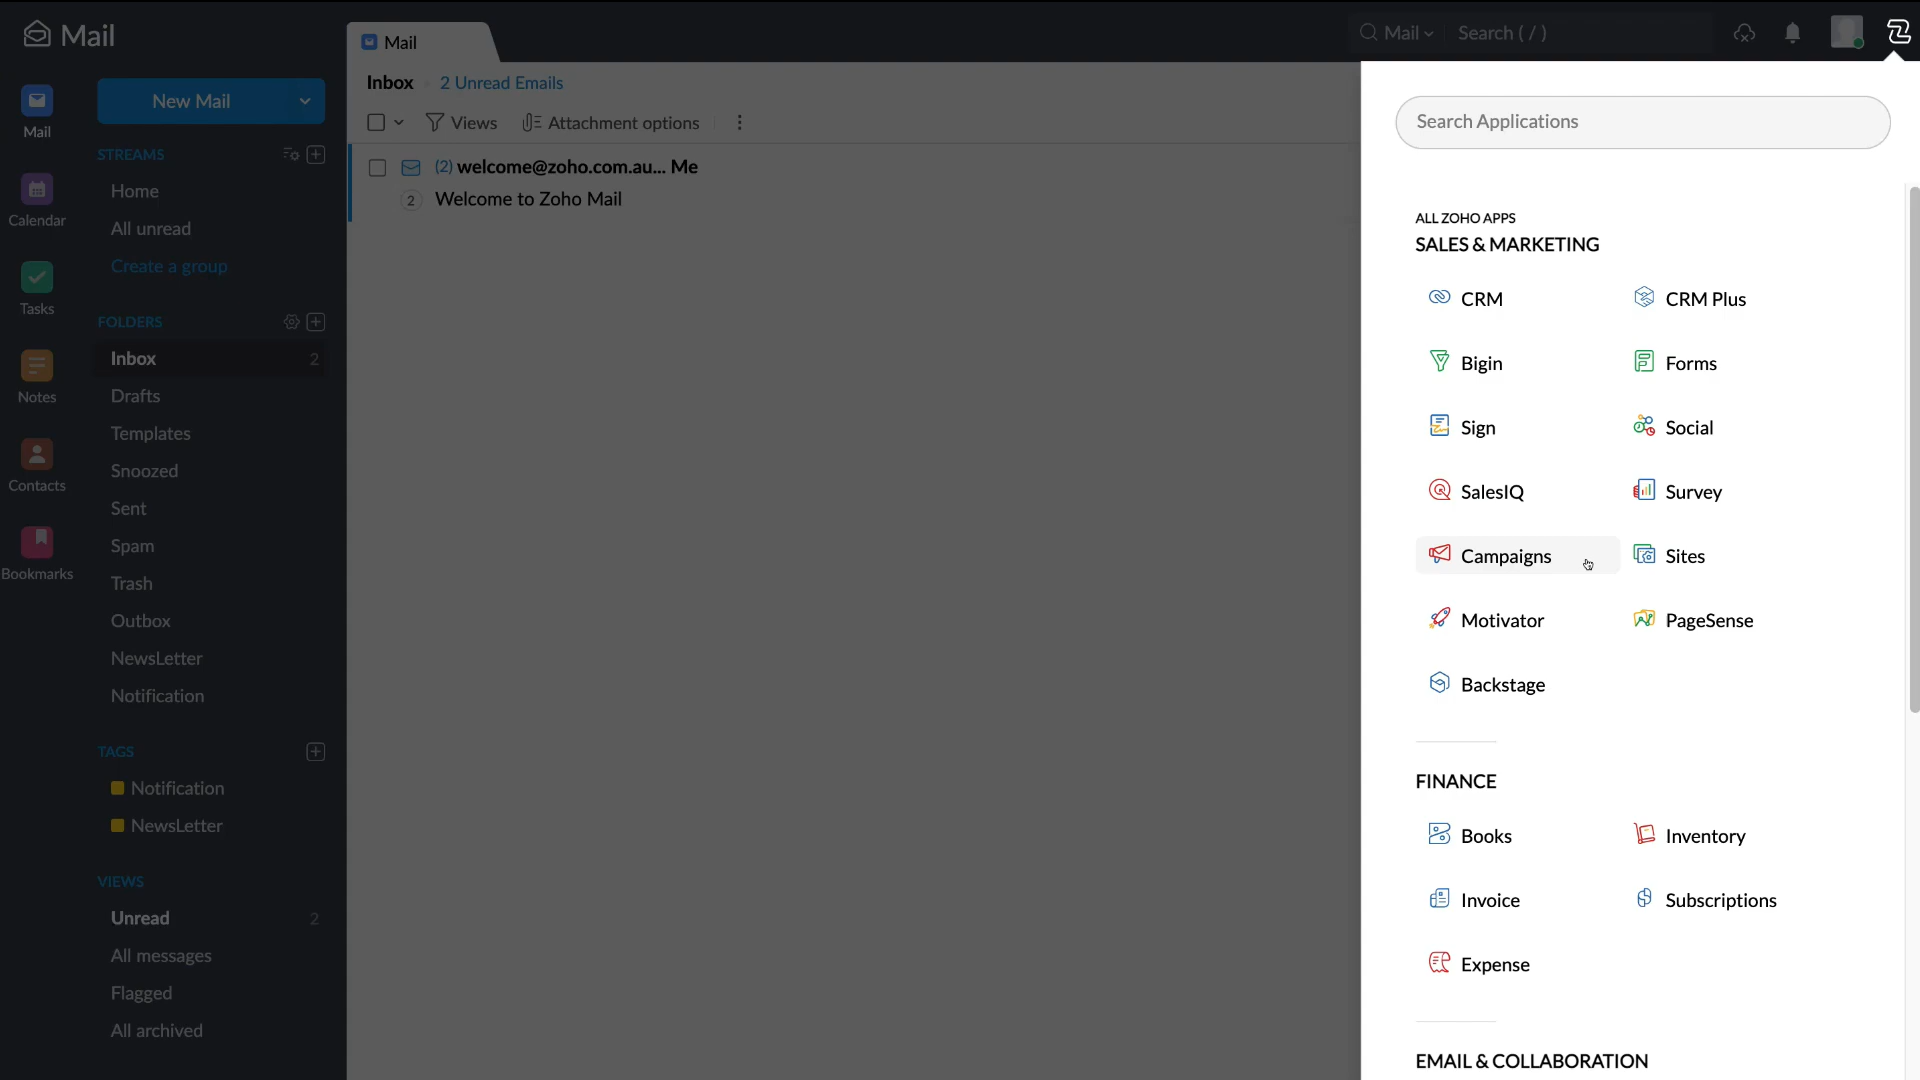 Mail
Mail
Mail
Search ( / )
Mail
Calendar
Tasks
Notes
Contacts
Bookmarks
New Mail
STREAMS
Home
All unread
Create a group
FOLDERS
Inbox 2
Drafts
Templates
Snoozed
Sent
Spam
Trash
Outbox
NewsLetter
Notification
TAGS
Notification
NewsLetter
VIEWS
Unread 2
All messages
Flagged
All archived
Inbox 2 Unread Emails
Views Attachment options
(2) welcome@zoho.com.au... Me
2 Welcome to Zoho Mail
Search Applications
ALL ZOHO APPS
SALES & MARKETING
CRM CRM Plus
Bigin Forms
Sign Social
SalesIQ Survey
Campaigns Sites
Motivator PageSense
Backstage
FINANCE
Books Inventory
Invoice Subscriptions
Expense
EMAIL & COLLABORATION